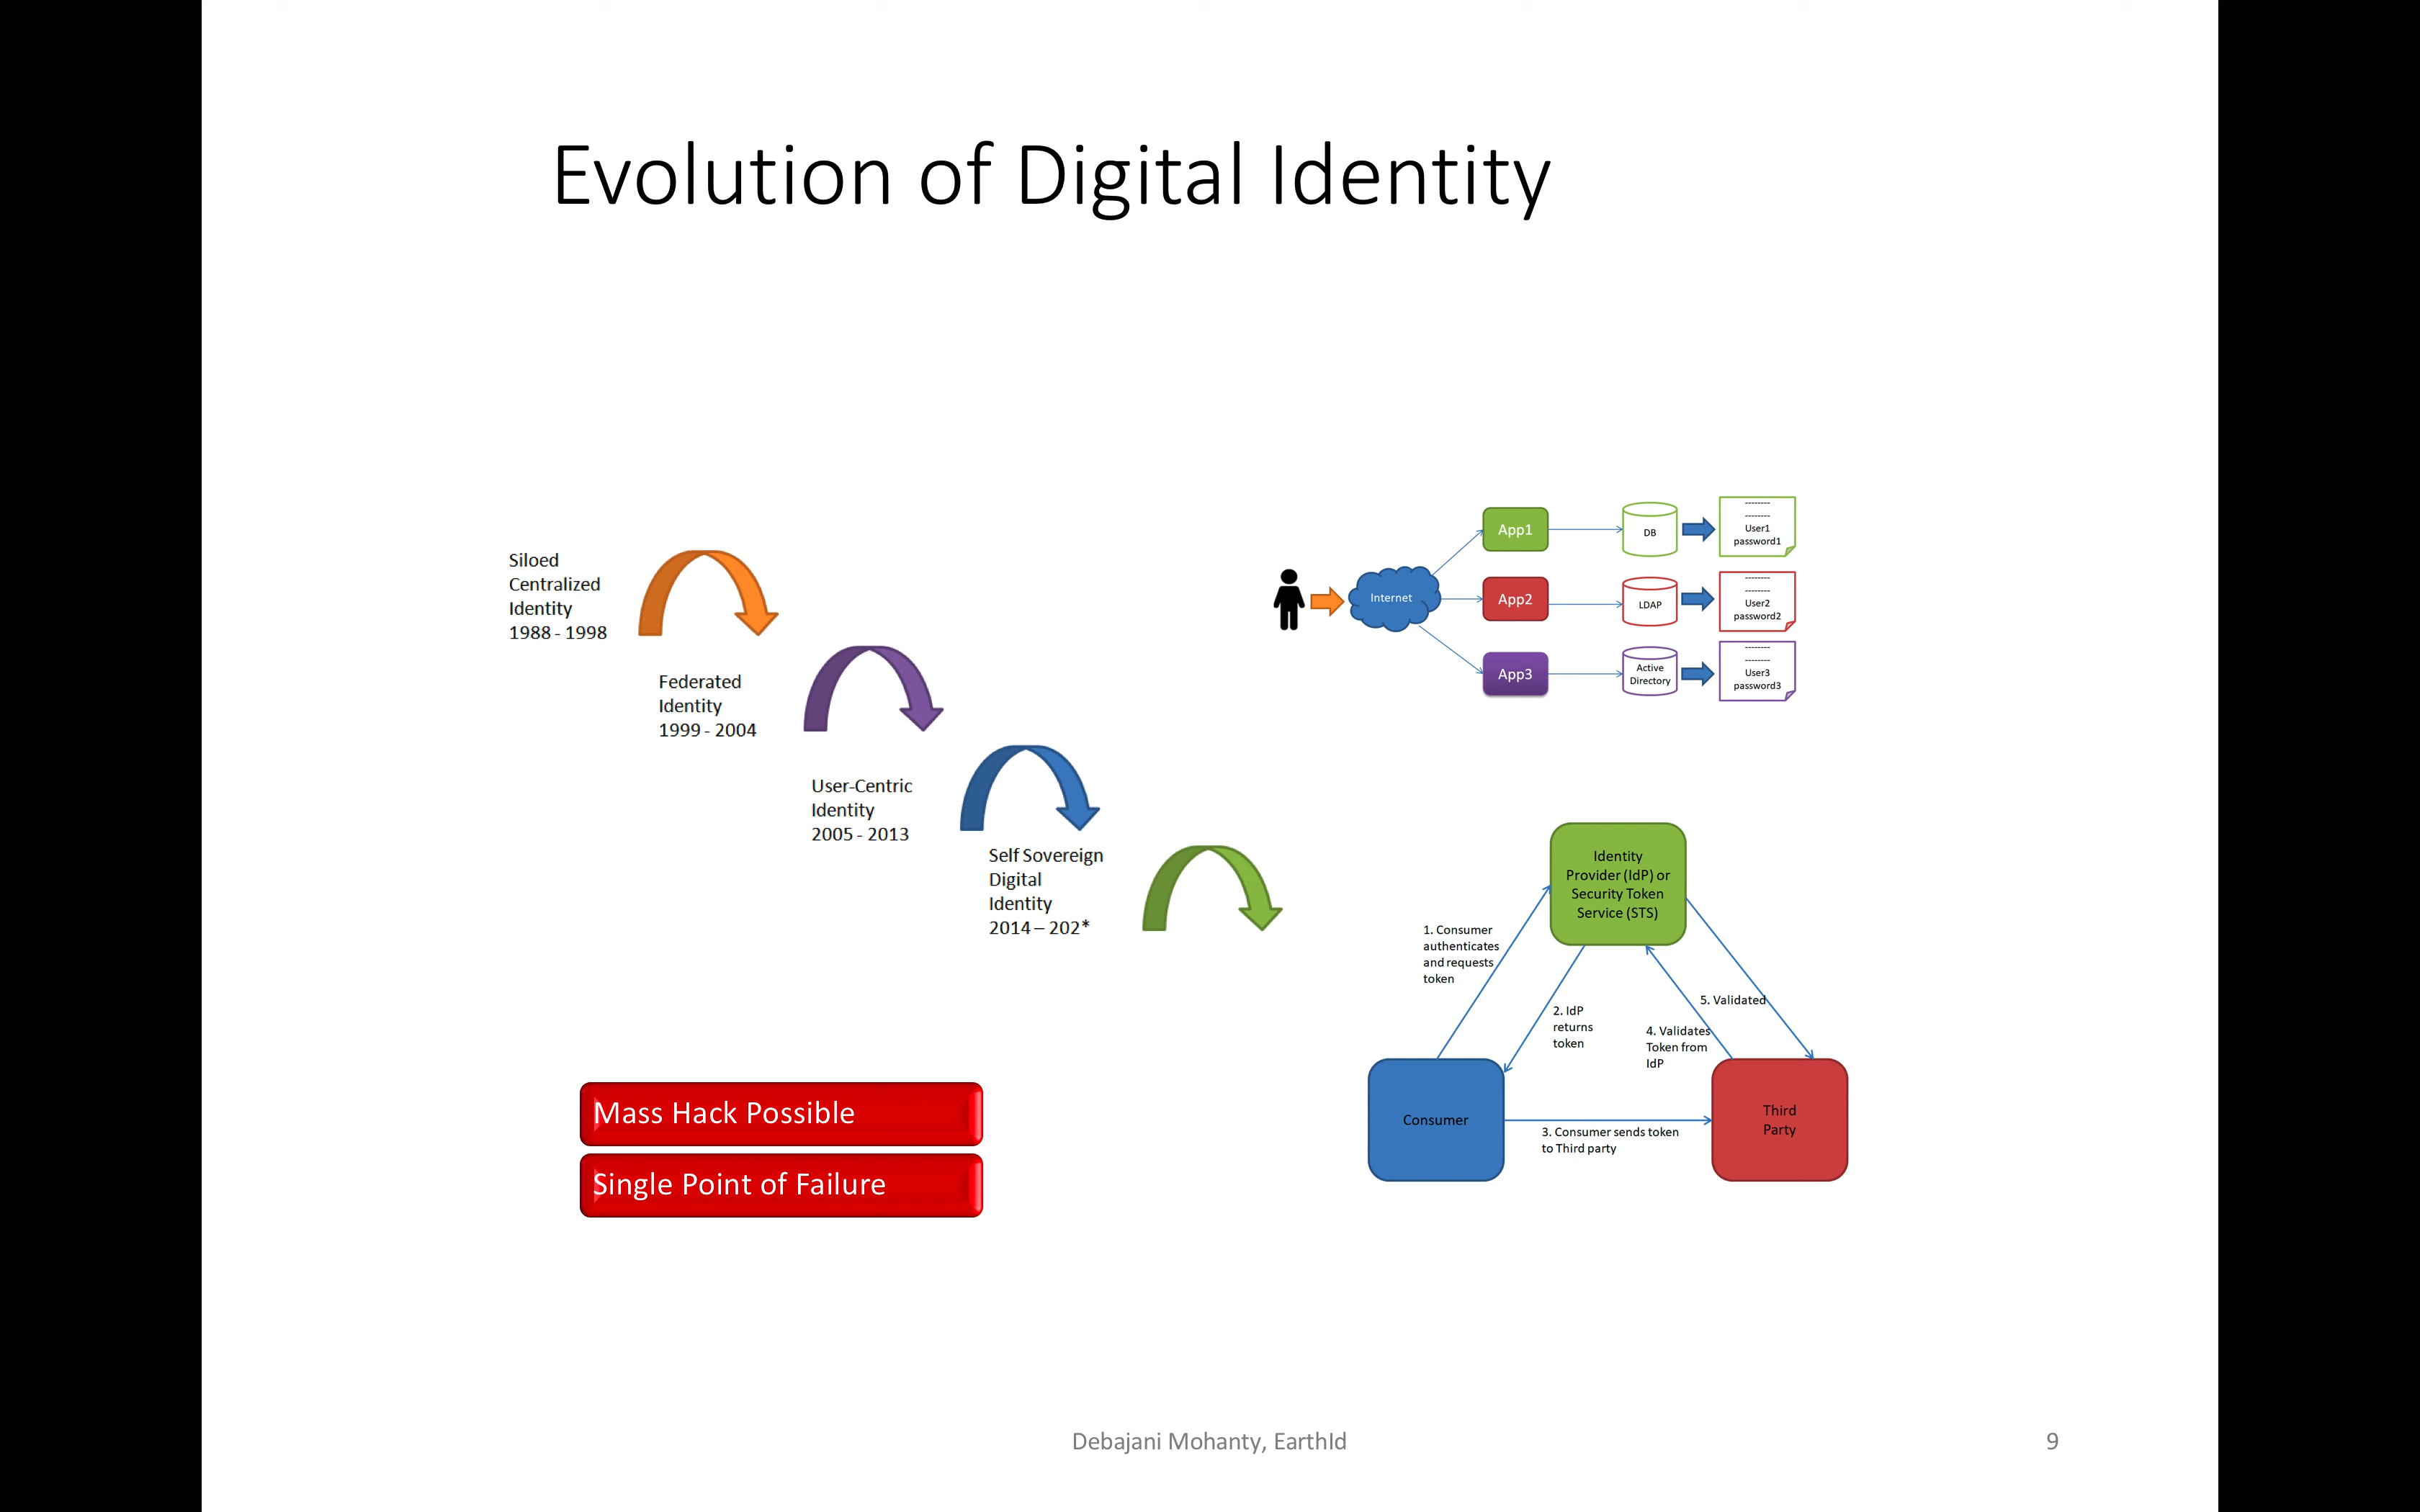 Evolution of Digital Identity
Siloed
Centralized
Identity
1988 - 1998
Federated
Identity
1999 - 2004
User-Centric
Identity
2005 - 2013
Self Sovereign
Digital
Identity
2014 – 202*
Mass Hack Possible
Single Point of Failure
Internet
App1
DB
--------
--------
User1
password1
App2
LDAP
--------
--------
User2
password2
App3
Active
Directory
--------
--------
User3
password3
Identity
Provider (IdP) or
Security Token
Service (STS)
1. Consumer
authenticates
and requests
token
2. IdP
returns
token
5. Validated
4. Validates
Token from
IdP
Consumer
3. Consumer sends token
to Third party
Third
Party
Debajani Mohanty, EarthId
9